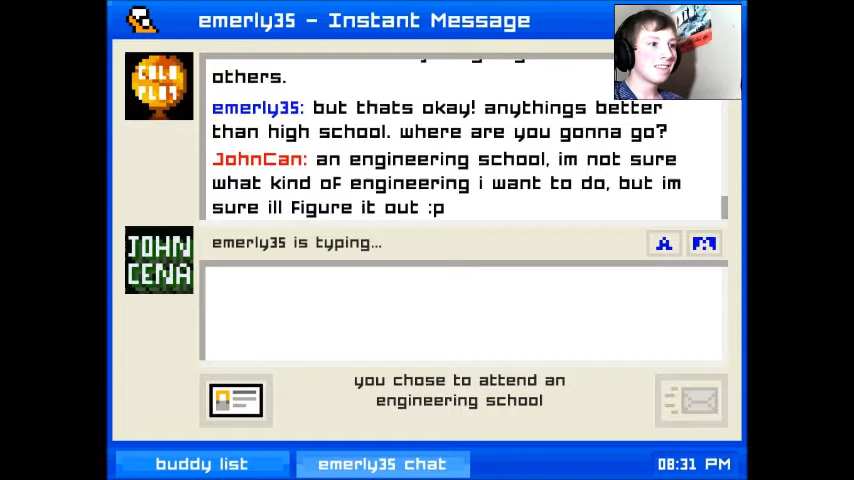 emerly35 - Instant Message
COLD
PLAY
others.
emerly35: but thats okay! anythings better
than high school. where are you gonna go?
JohnCan: an engineering school, im not sure
what kind of engineering i want to do, but im
sure ill figure it out :p
JOHN
CENA
emerly35 is typing...
A
you chose to attend an
engineering school
buddy list
emerly35 chat
08:31 PM